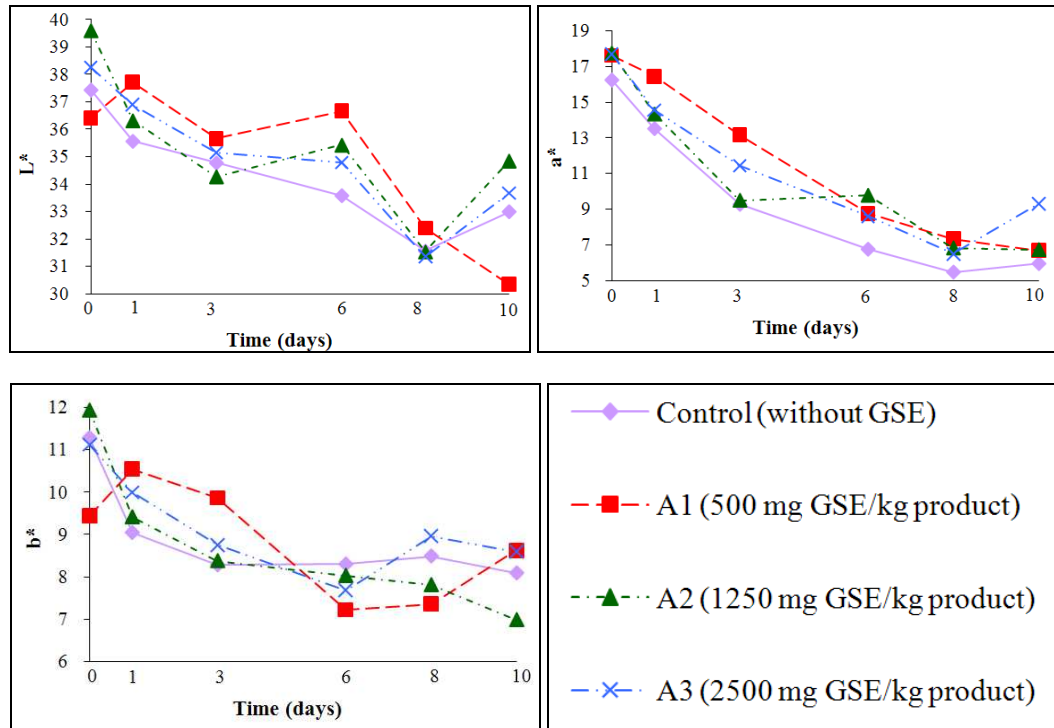 40
39
38
37
36
35
34
33
32
31
30
L*
0 1 3 6 8 10
Time (days)
19
17
15
13
11
9
7
5
a*
0 1 3 6 8 10
Time (days)
12
11
10
9
8
7
6
b*
0 1 3 6 8 10
Time (days)
Control (without GSE)
A1 (500 mg GSE/kg product)
A2 (1250 mg GSE/kg product)
A3 (2500 mg GSE/kg product)